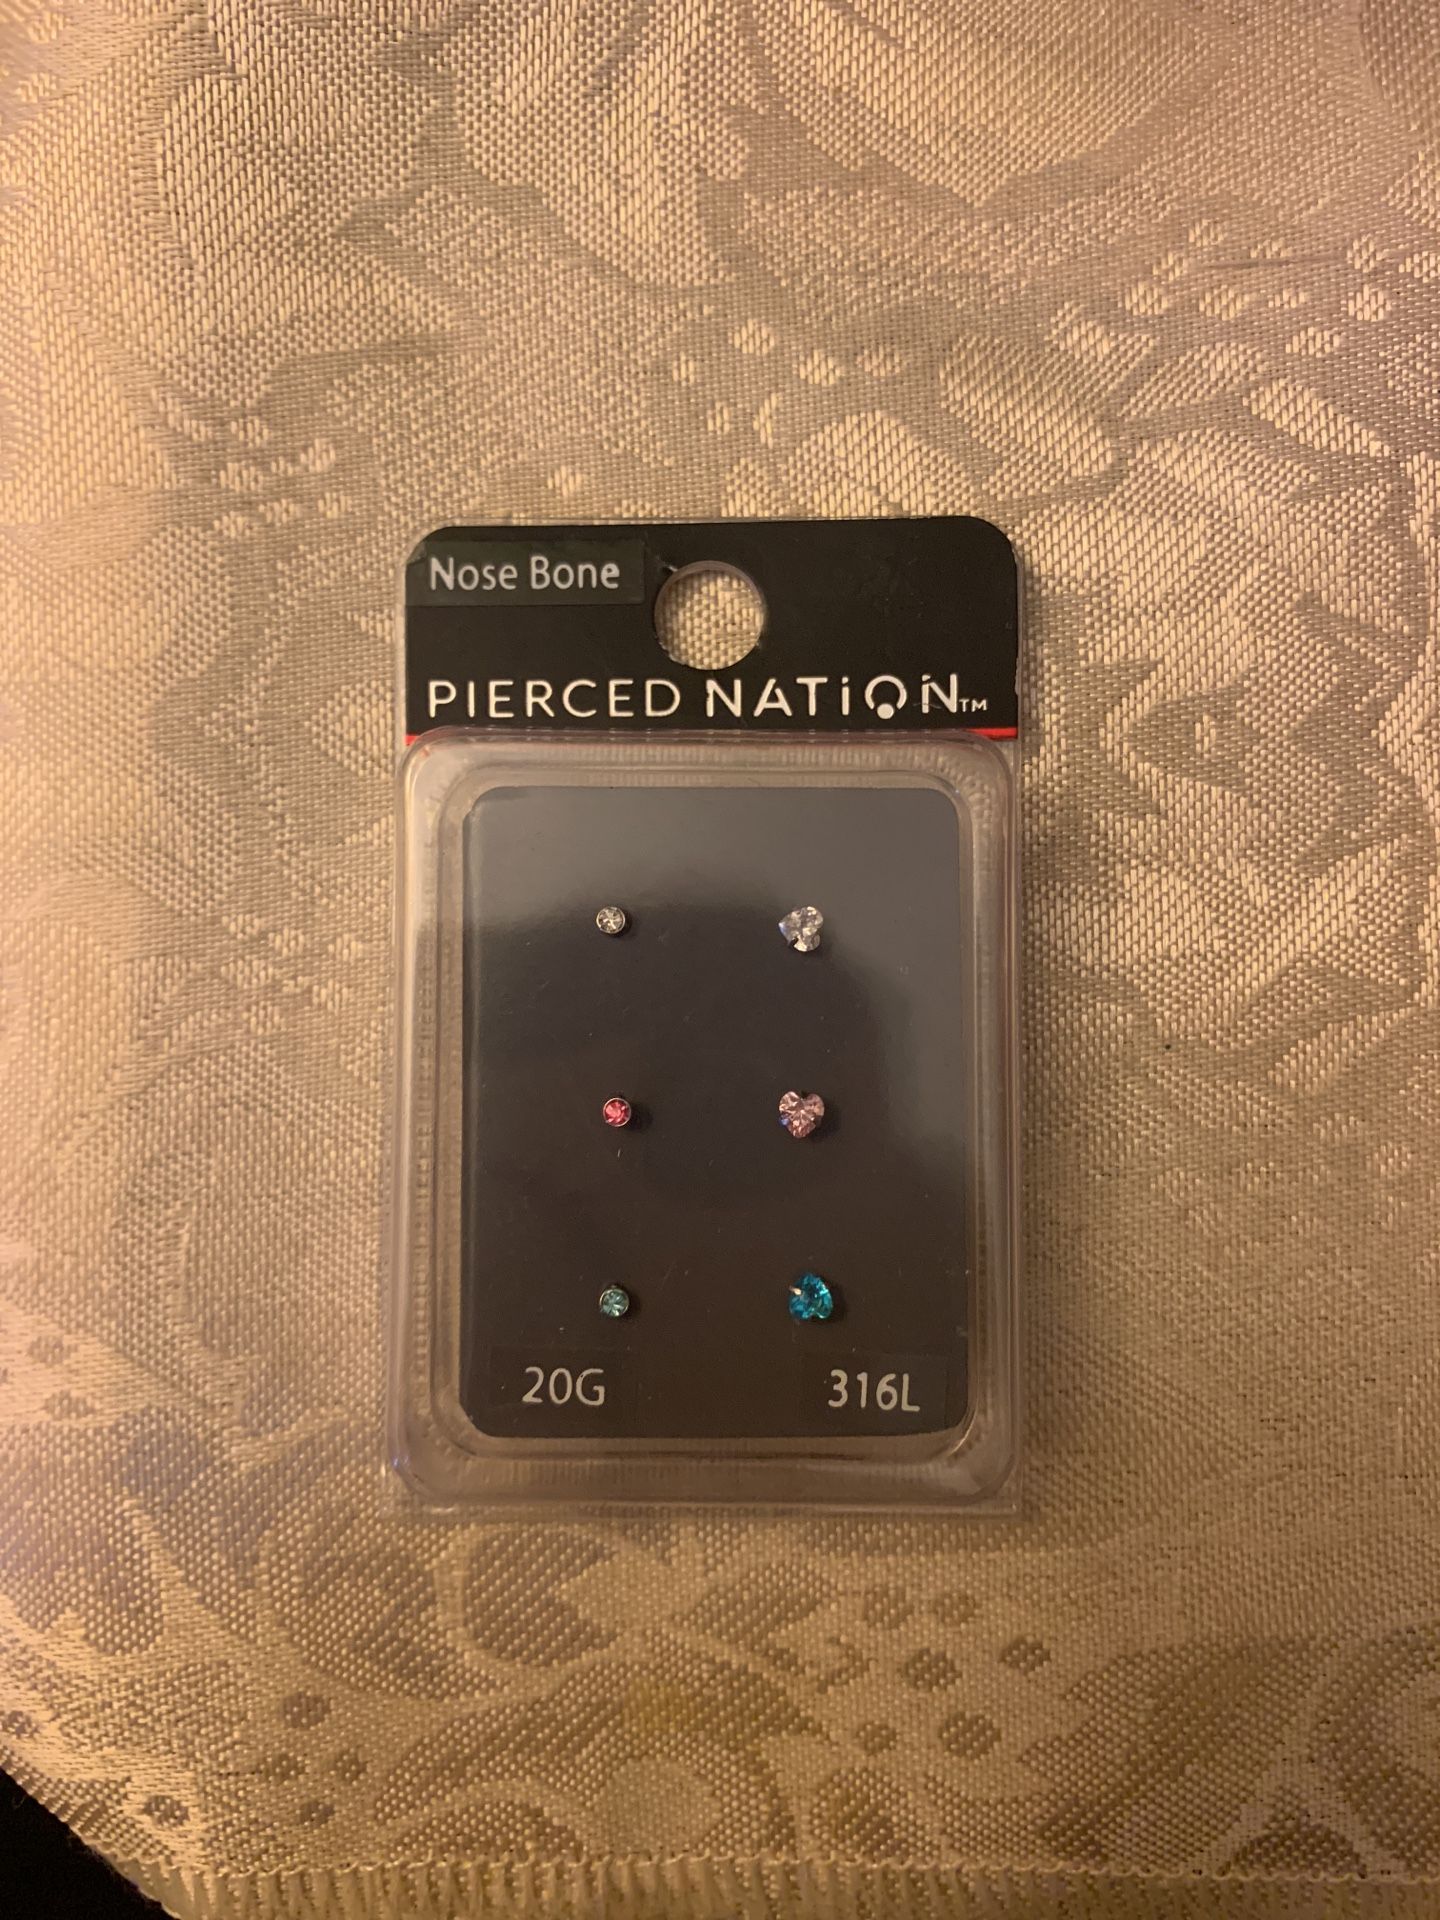 Nose Bone
PIERCED NATION™
20G
316L